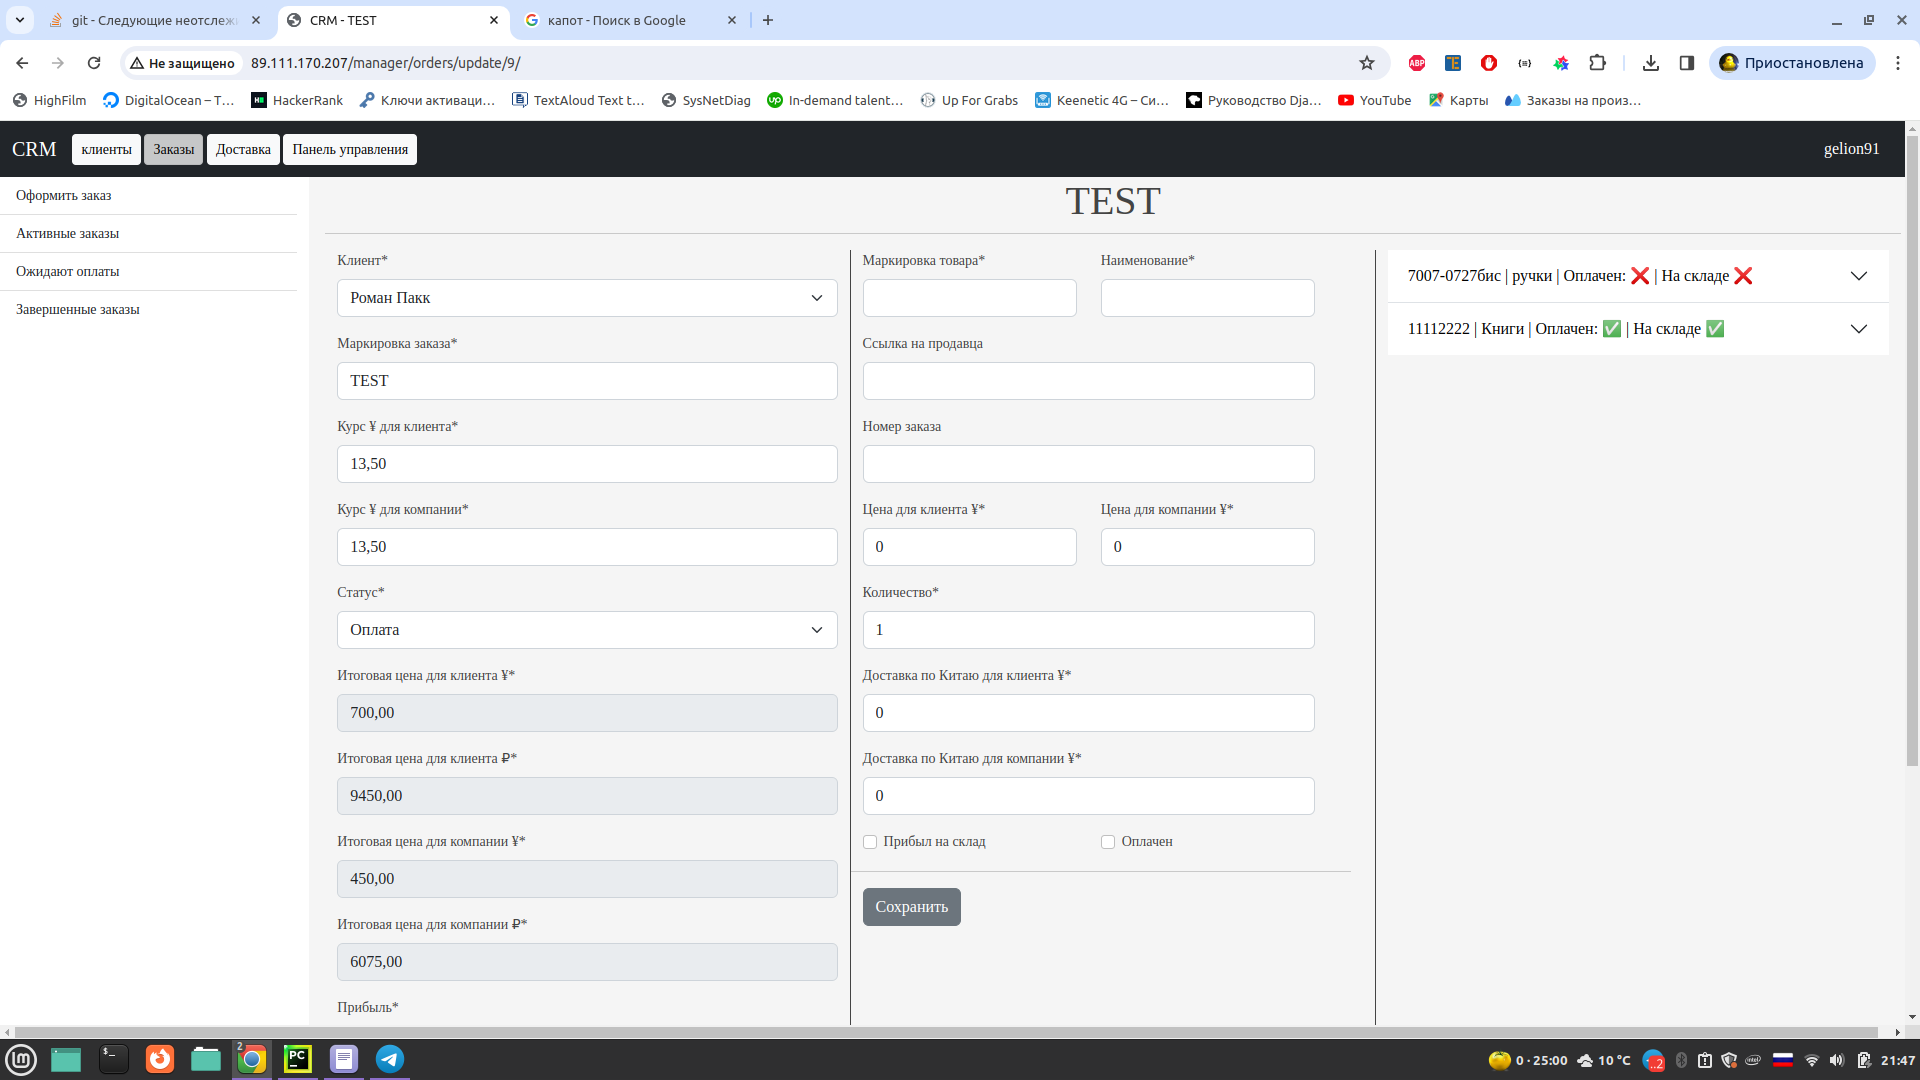 git - Следующие неотслеж
CRM - TEST
капот - Поиск в Google
Не защищено
89.111.170.207/manager/orders/update/9/
ABP
Приостановлена
HighFilm
DigitalOcean – T…
HackerRank
Ключи активаци…
TextAloud Text t…
SysNetDiag
In-demand talent…
Up For Grabs
Keenetic 4G – Си…
Руководство Dja…
YouTube
Карты
Заказы на произ…
CRM
клиенты
Заказы
Доставка
Панель управления
gelion91
Оформить заказ
Активные заказы
Ожидают оплаты
Завершенные заказы
TEST
Клиент*
Роман Пакк
Маркировка заказа*
TEST
Курс ¥ для клиента*
13,50
Курс ¥ для компании*
13,50
Статус*
Оплата
Итоговая цена для клиента ¥*
700,00
Итоговая цена для клиента ₽*
9450,00
Итоговая цена для компании ¥*
450,00
Итоговая цена для компании ₽*
6075,00
Прибыль*
Маркировка товара*
Наименование*
Ссылка на продавца
Номер заказа
Цена для клиента ¥*
Цена для компании ¥*
0
0
Количество*
1
Доставка по Китаю для клиента ¥*
0
Доставка по Китаю для компании ¥*
0
Прибыл на склад
Оплачен
Сохранить
7007-0727бис | ручки | Оплачен: ❌ | На складе ❌
11112222 | Книги | Оплачен: ✅ | На складе ✅
2
PC
0 · 25:00
10 °C
21:47